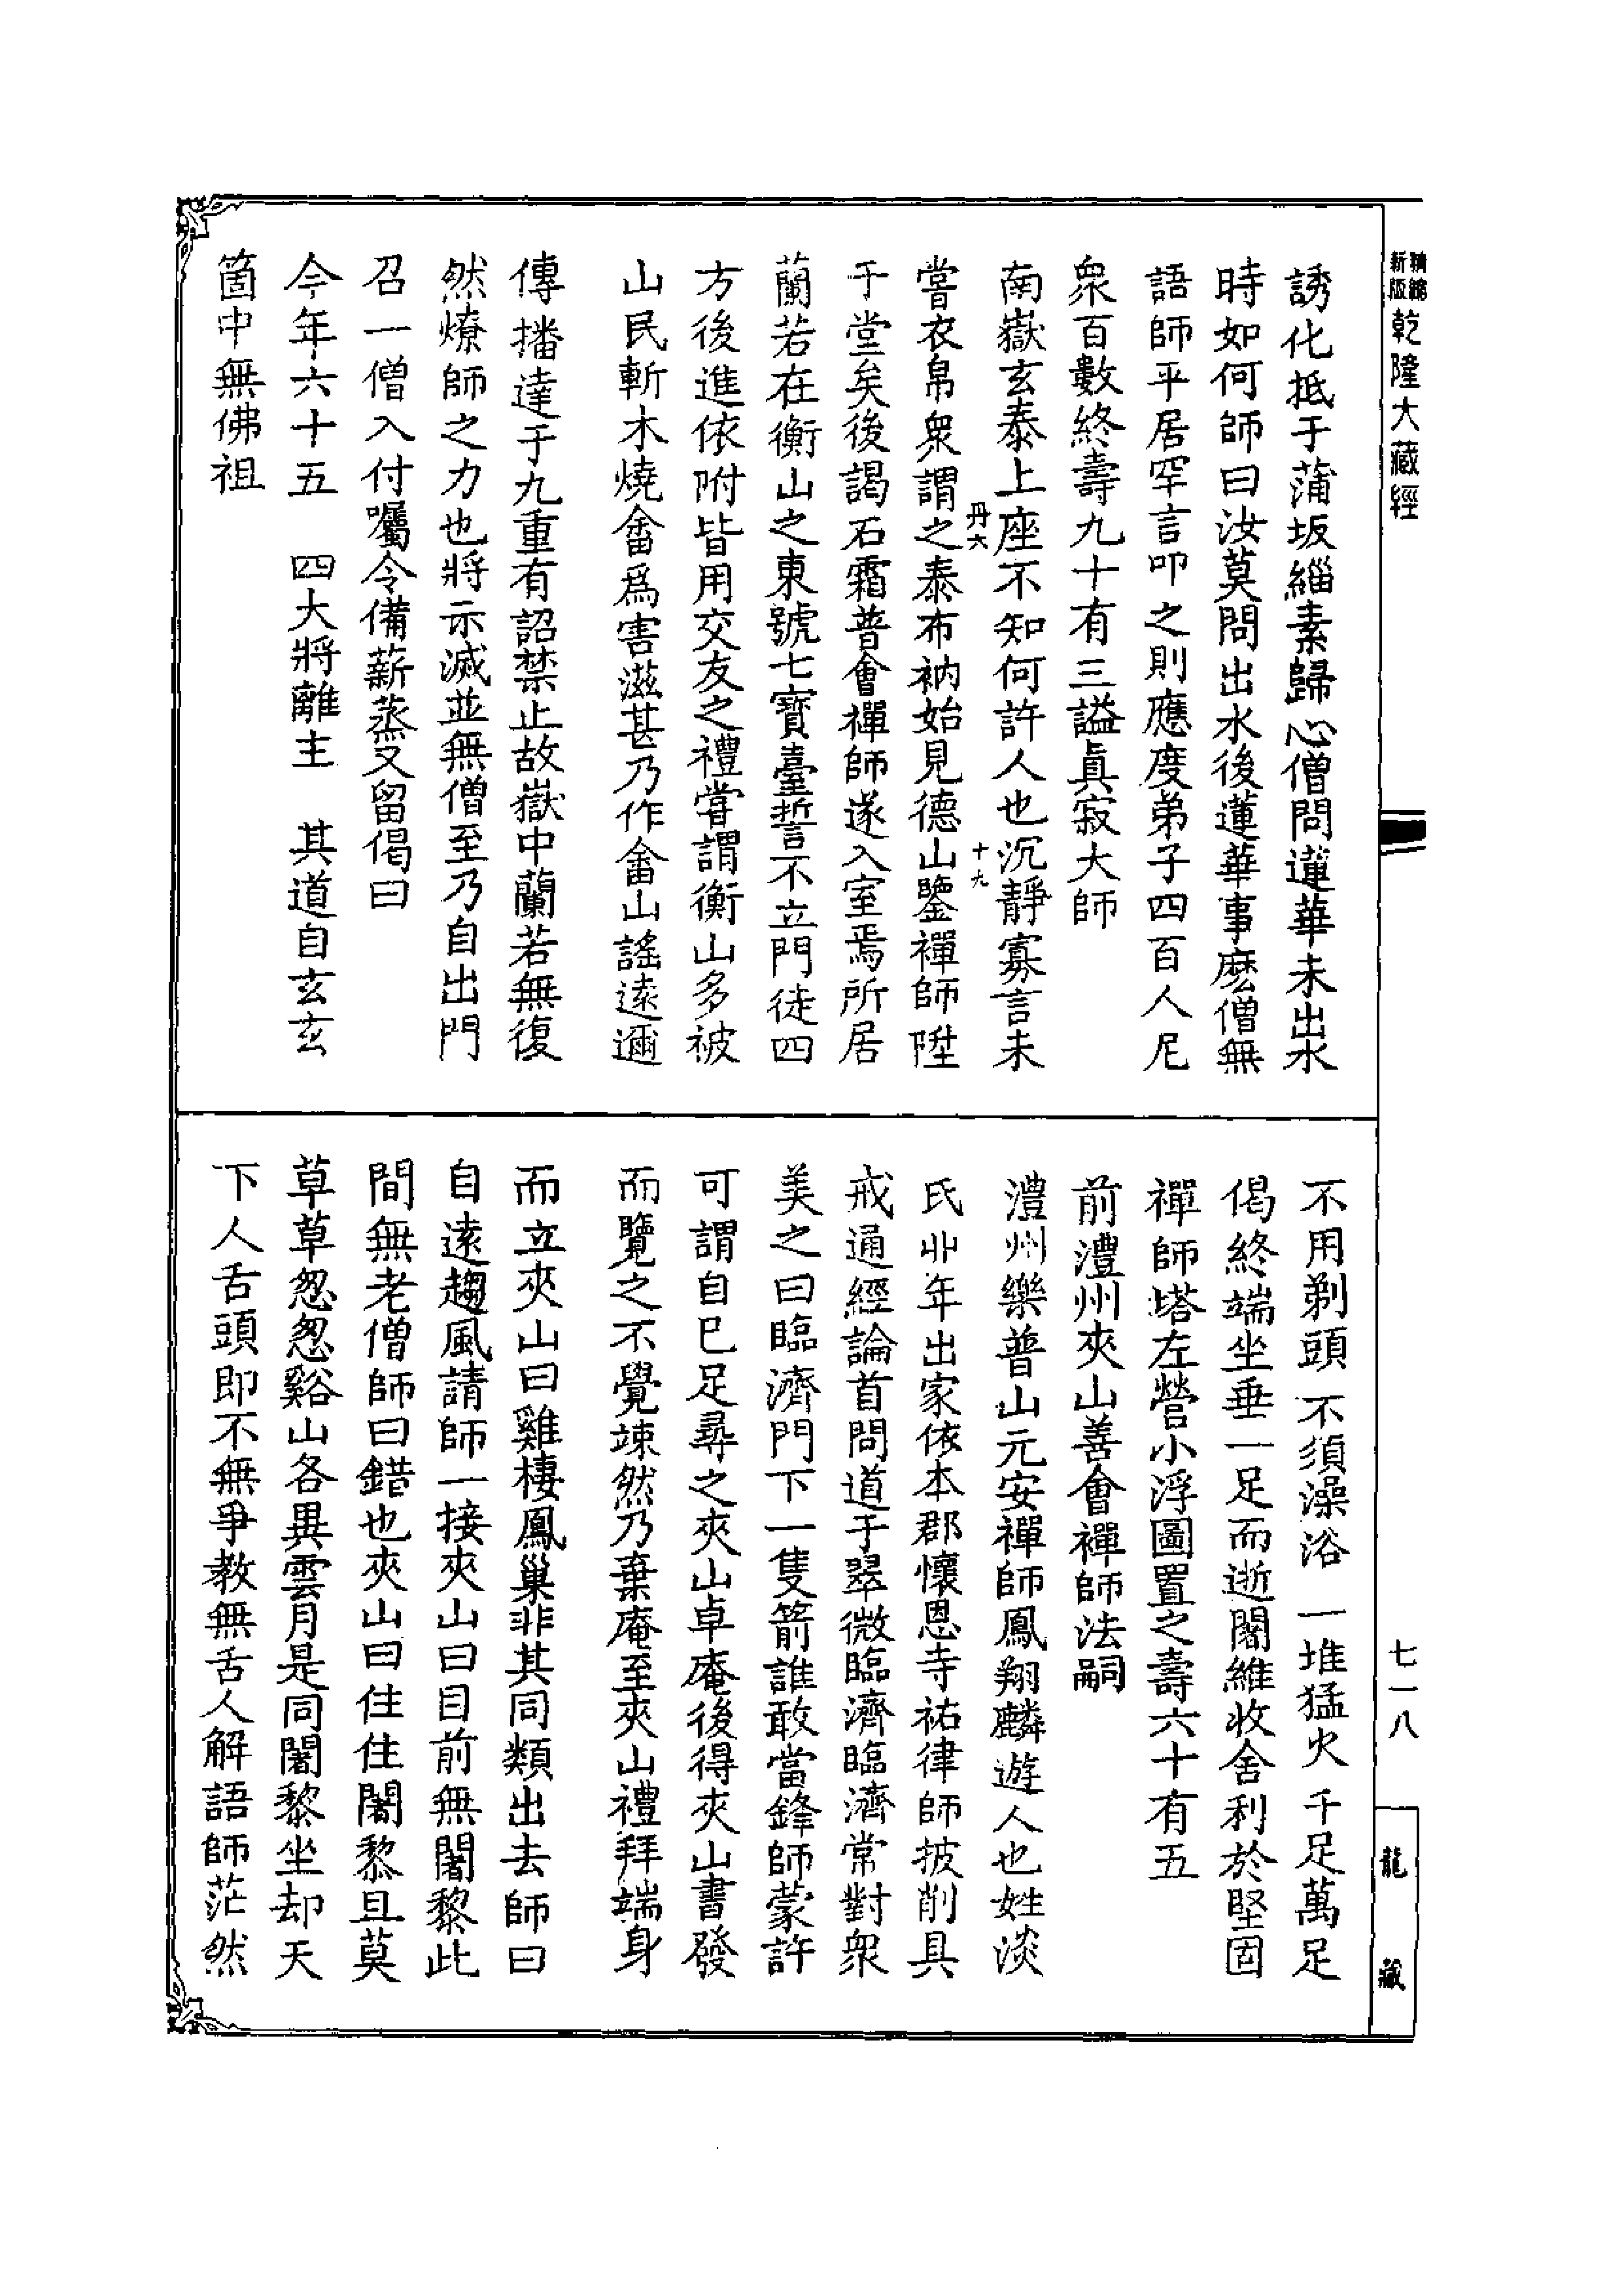 精縮
新版
乾隆大藏經
誘化抵于蒲坂緇素歸心僧問蓮華未出水
時如何師曰汝莫問出水後蓮華事麽僧無
語師平居罕言叩之則應度弟子四百人尼
衆百數終壽九十有三謚眞寂大師
南嶽玄泰上座不知何許人也沉靜寡言未
丹六
十九
嘗衣帛衆謂之泰布衲始見德山鑒禪師陞
于堂矣後謁石霜普會禪師遂入室焉所居
蘭若在衡山之東號七寶臺誓不立門徒四
方後進依附皆用交友之禮嘗謂衡山多被
山民斬木燒畬爲害滋甚乃作畬山謠遠邇
傳播達于九重有詔禁止故嶽中蘭若無復
然燎師之力也將示滅並無僧至乃自出門
召一僧入付囑令備薪蒸又留偈曰
今年六十五 四大將離主 其道自玄玄
箇中無佛祖
不用剃頭 不須澡浴 一堆猛火 千足萬足
偈終端坐垂一足而逝闍維收舍利於堅固
禪師塔左營小浮圖置之壽六十有五
前澧州夾山善會禪師法嗣
澧州樂普山元安禪師鳳翔麟遊人也姓淡
氏丱年出家依本郡懷恩寺祐律師披削具
戒通經論首問道于翠微臨濟臨濟常對衆
美之曰臨濟門下一隻箭誰敢當鋒師蒙許
可謂自已足尋之夾山卓庵後得夾山書發
而覽之不覺竦然乃棄庵至夾山禮拜端身
而立夾山曰雞棲鳳巢非其同類出去師曰
自遠趨風請師一接夾山曰目前無闍黎此
間無老僧師曰錯也夾山曰住住闍黎且莫
草草忽忽谿山各異雲月是同闍黎坐却天
下人舌頭即不無爭教無舌人解語師茫然
七一八
龍藏